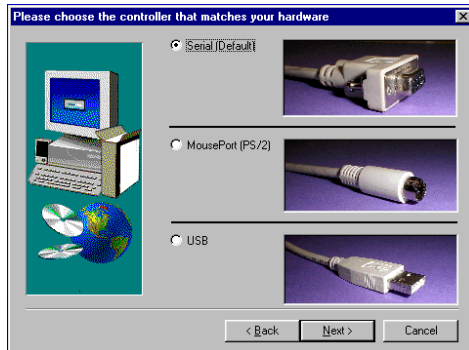 Please choose the controller that matches your hardware
Serial (Default)
MousePort (PS/2)
USB
< Back
Next >
Cancel